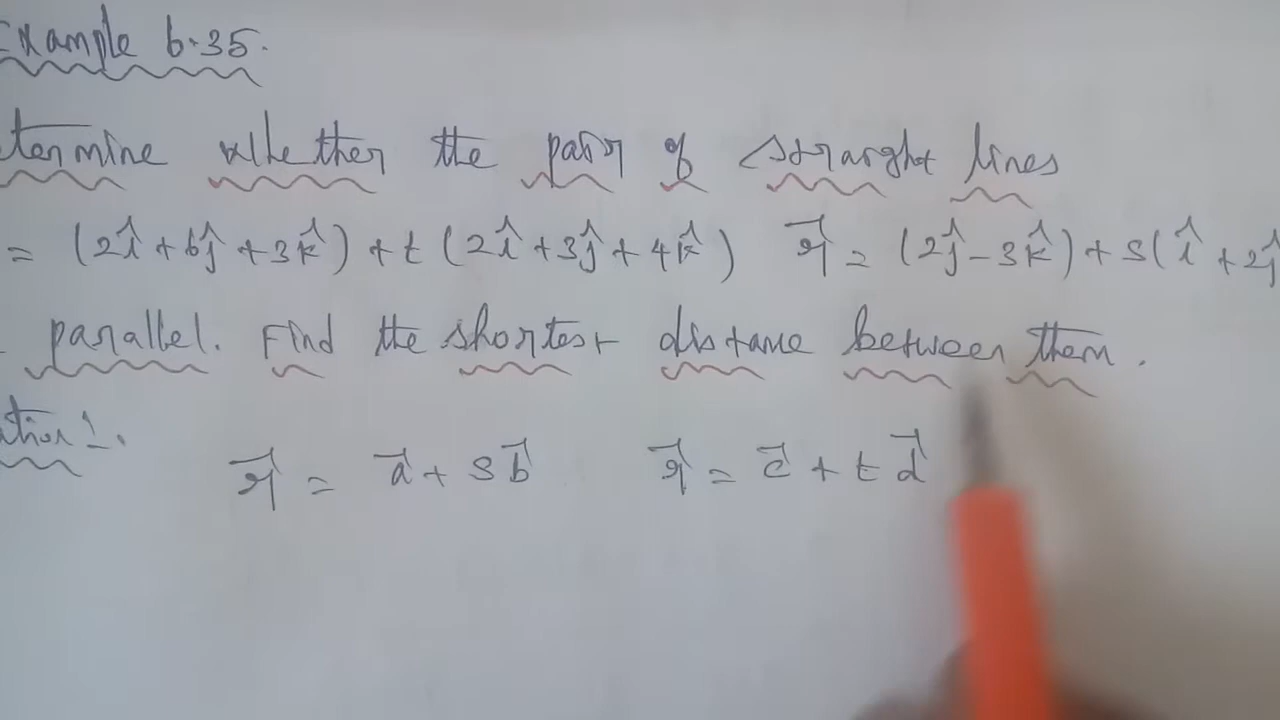 Example 6.35.
termine whether the pair of straight lines
= (2î + 6ĵ + 3k̂) + t (2î + 3ĵ + 4k̂) r⃗ = (2ĵ - 3k̂) + s(î + 2ĵ
parallel. Find the shortest distance between them.
ation :.
r⃗ = a⃗ + s b⃗ r⃗ = c⃗ + t d⃗